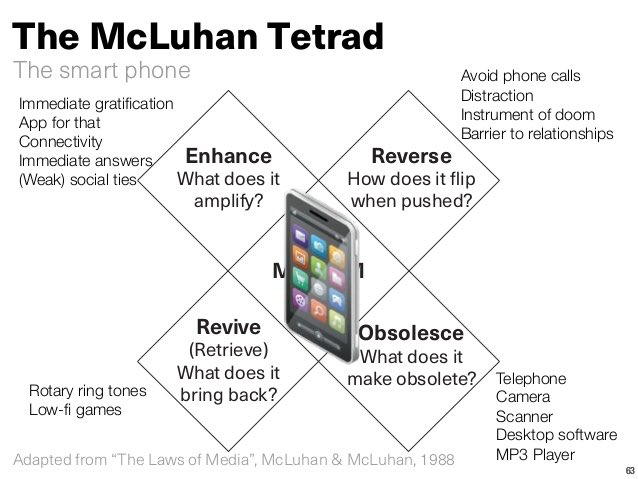 The McLuhan Tetrad
The smart phone
Immediate gratification
App for that
Connectivity
Immediate answers
(Weak) social ties
Avoid phone calls
Distraction
Instrument of doom
Barrier to relationships
Enhance
What does it
amplify?
Reverse
How does it flip
when pushed?
Revive
(Retrieve)
What does it
bring back?
Obsolesce
What does it
make obsolete?
Rotary ring tones
Low-fi games
Telephone
Camera
Scanner
Desktop software
MP3 Player
Adapted from “The Laws of Media”, McLuhan & McLuhan, 1988
63